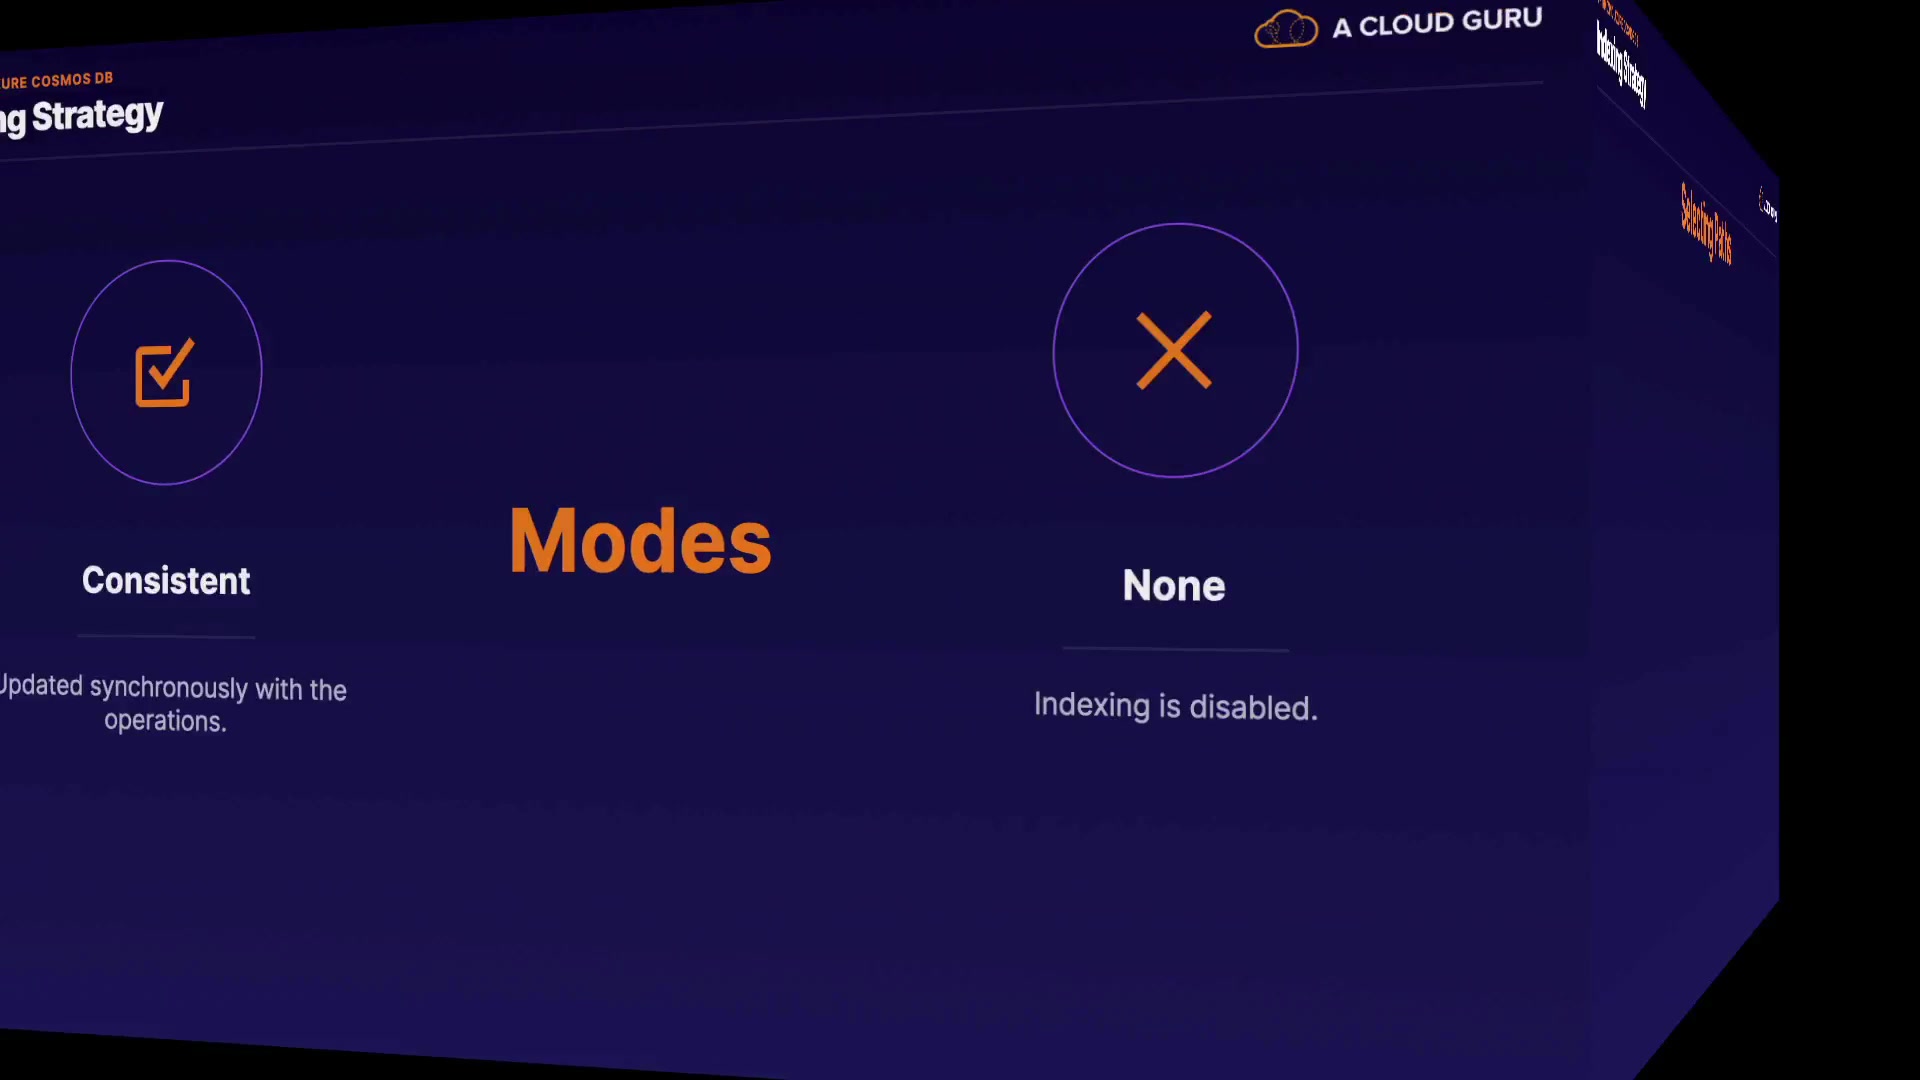 URE COSMOS DB
ng Strategy
A CLOUD GURU
Consistent
Updated synchronously with the
operations.
Modes
None
Indexing is disabled.
Indexing Strategy
Selecting Paths